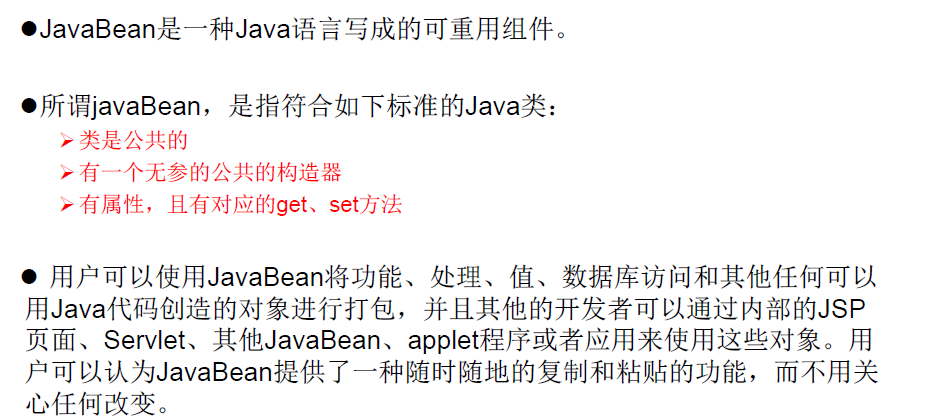 ●JavaBean是一种Java语言写成的可重用组件。
●所谓javaBean，是指符合如下标准的Java类：
➢类是公共的
➢有一个无参的公共的构造器
➢有属性，且有对应的get、set方法
● 用户可以使用JavaBean将功能、处理、值、数据库访问和其他任何可以
用Java代码创造的对象进行打包，并且其他的开发者可以通过内部的JSP
页面、Servlet、其他JavaBean、applet程序或者应用来使用这些对象。用
户可以认为JavaBean提供了一种随时随地的复制和粘贴的功能，而不用关
心任何改变。